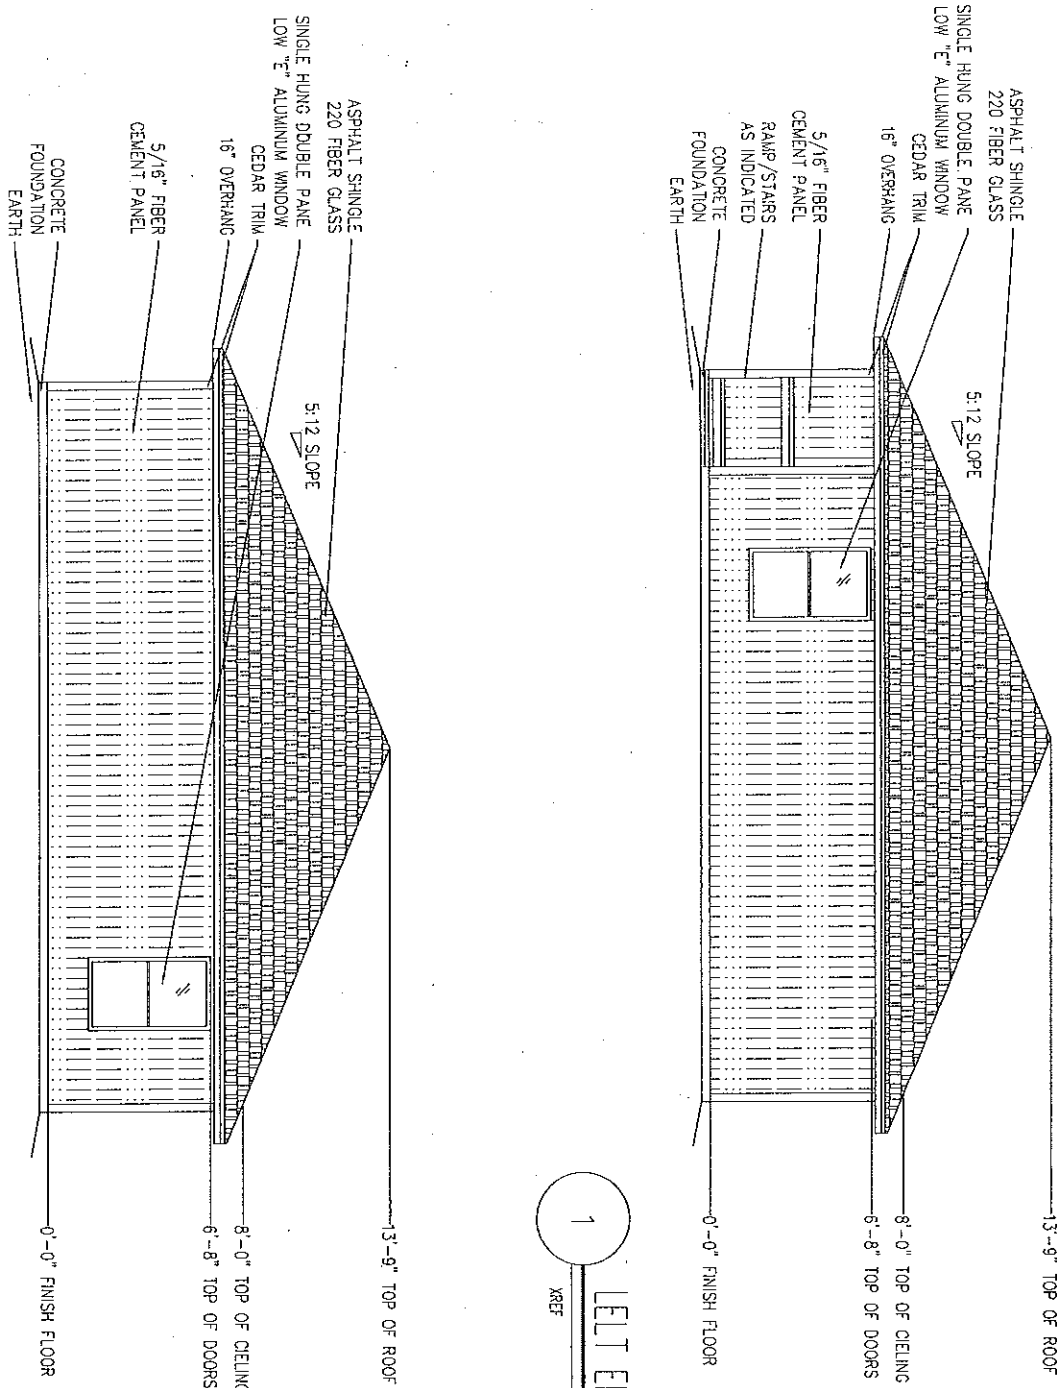 ASPHALT SHINGLE
220 FIBER GLASS
SINGLE HUNG DOUBLE PANE
LOW "E" ALUMINUM WINDOW
CEDAR TRIM
16" OVERHANG
5/16" FIBER
CEMENT PANEL
RAMP/STAIRS
AS INDICATED
CONCRETE
FOUNDATION
EARTH
5:12 SLOPE
13'-9" TOP OF ROOF
8'-0" TOP OF CIELING
6'-8" TOP OF DOORS
0'-0" FINISH FLOOR
1
XREF
ASPHALT SHINGLE
220 FIBER GLASS
SINGLE HUNG DOUBLE PANE
LOW "E" ALUMINUM WINDOW
CEDAR TRIM
16" OVERHANG
5/16" FIBER
CEMENT PANEL
CONCRETE
FOUNDATION
EARTH
5:12 SLOPE
13'-9" TOP OF ROOF
8'-0" TOP OF CIELING
6'-8" TOP OF DOORS
0'-0" FINISH FLOOR